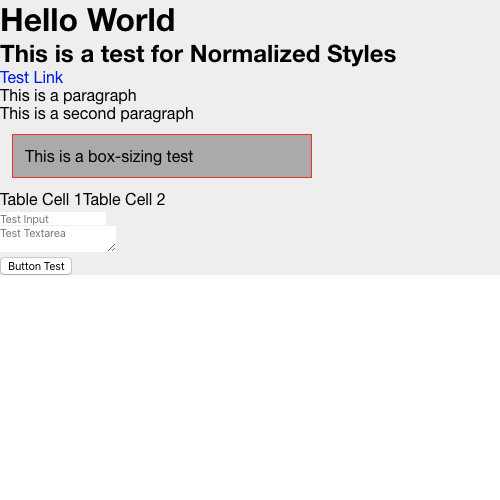 Hello World
This is a test for Normalized Styles
Test Link
This is a paragraph
This is a second paragraph
This is a box-sizing test
Table Cell 1Table Cell 2
Test Input
Test Textarea
Button Test